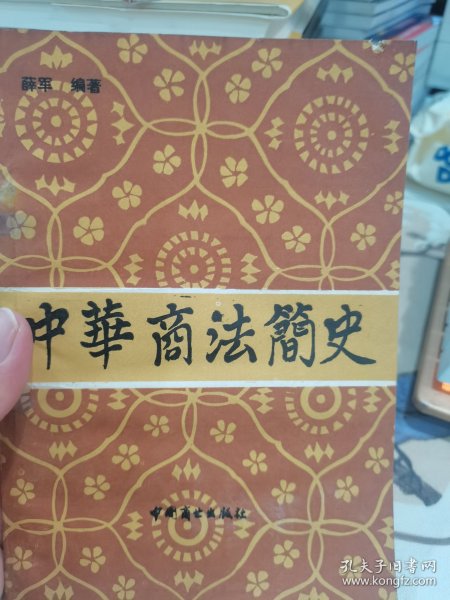 薛军 编著
中華商法簡史
中国商业出版社
孔夫子旧书网
www.kongfz.com